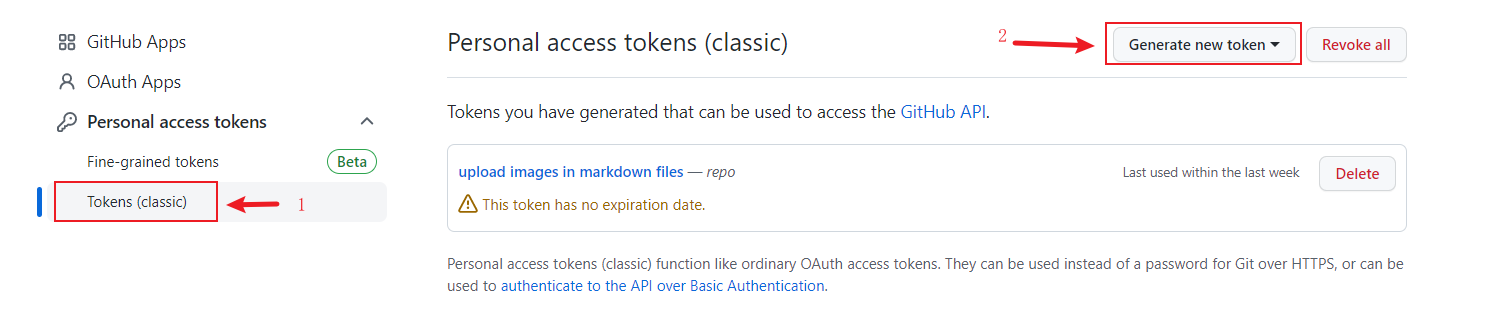 GitHub Apps
OAuth Apps
Personal access tokens
Fine-grained tokens Beta
Tokens (classic) 1
Personal access tokens (classic) 2 Generate new token Revoke all
Tokens you have generated that can be used to access the GitHub API.
upload images in markdown files — repo Last used within the last week Delete
This token has no expiration date.
Personal access tokens (classic) function like ordinary OAuth access tokens. They can be used instead of a password for Git over HTTPS, or can be
used to authenticate to the API over Basic Authentication.